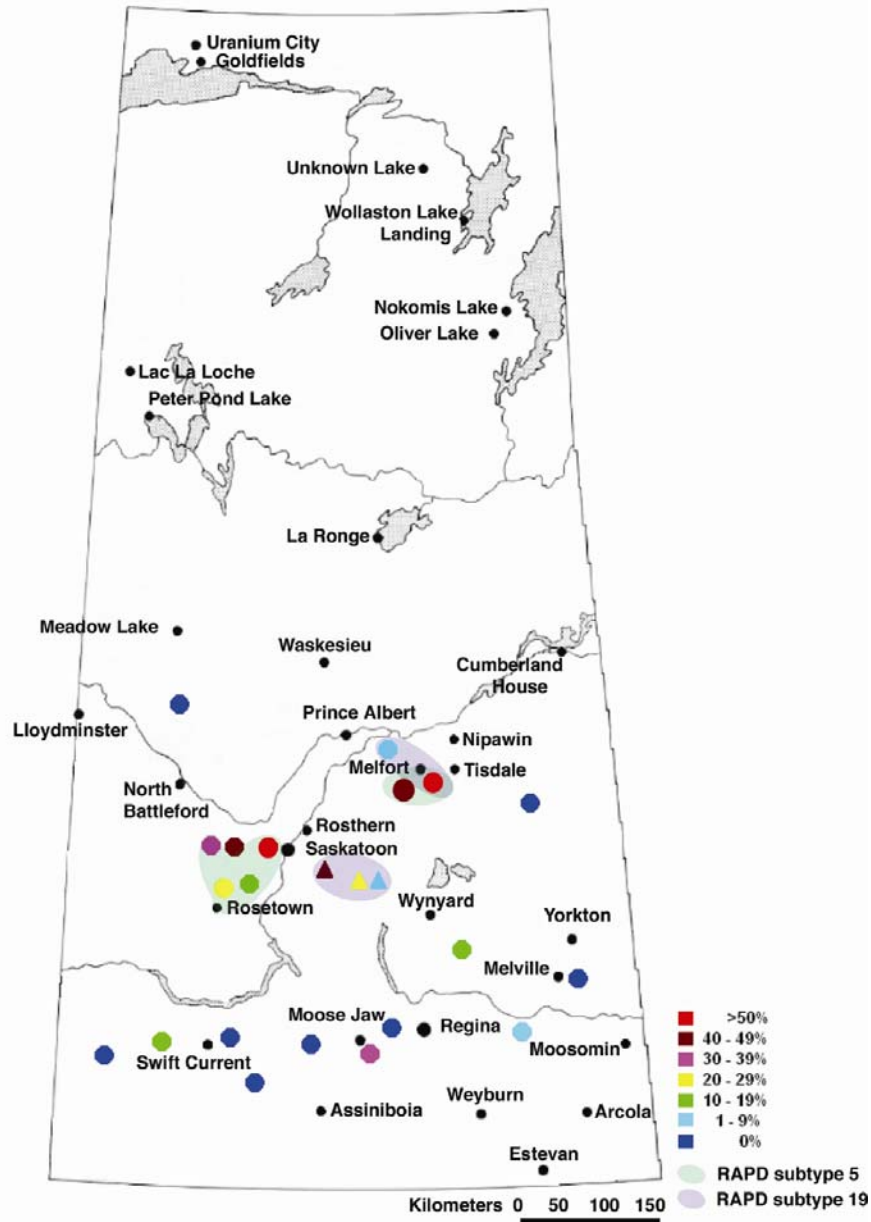 Uranium City
Goldfields
Unknown Lake
Wollaston Lake
Landing
Nokomis Lake
Oliver Lake
Lac La Loche
Peter Pond Lake
La Ronge
Meadow Lake
Waskesieu
Cumberland
House
Lloydminster
Prince Albert
Nipawin
Melfort
Tisdale
North
Battleford
Rosthern
Saskatoon
Rosetown
Wynyard
Yorkton
Melville
Moose Jaw
Regina
Swift Current
Moosomin
Assiniboia
Weyburn
Arcola
Estevan
>50%
40 - 49%
30 - 39%
20 - 29%
10 - 19%
1 - 9%
0%
RAPD subtype 5
RAPD subtype 19
Kilometers 0 50 100 150